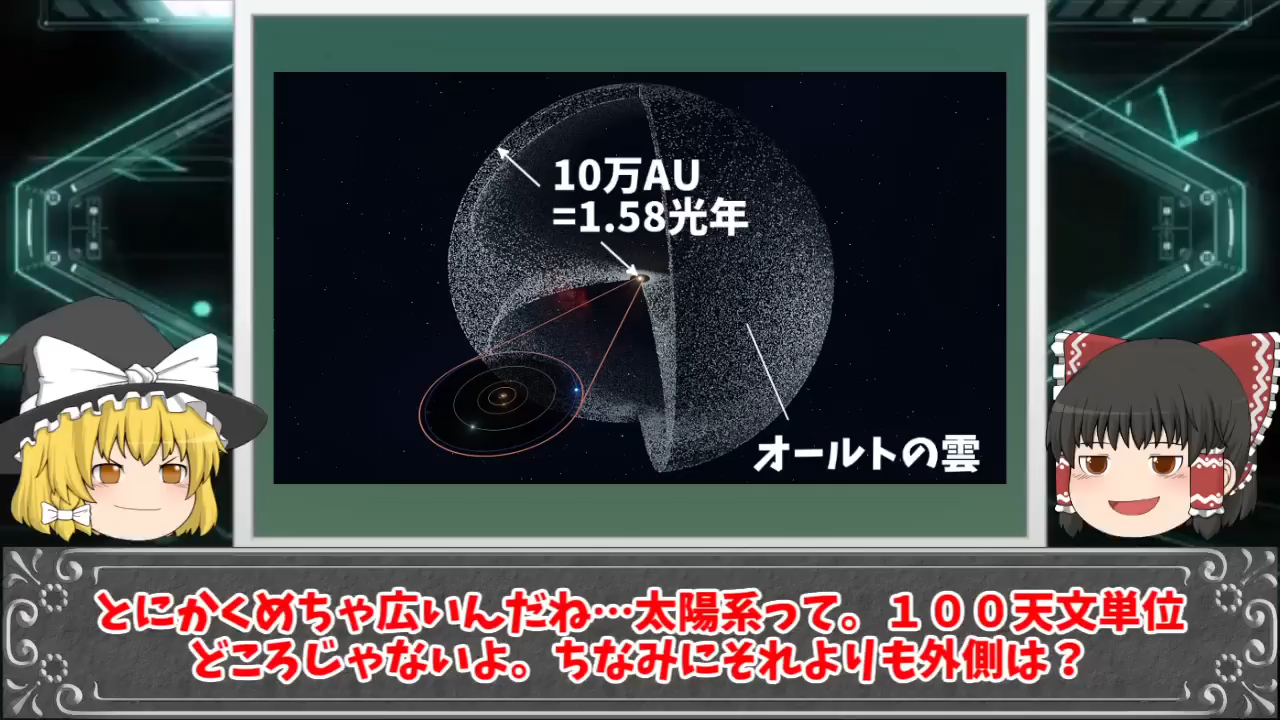 10万AU
=1.58光年
オールトの雲
とにかくめちゃ広いんだね…太陽系って。１００天文単位
どころじゃないよ。ちなみにそれよりも外側は？